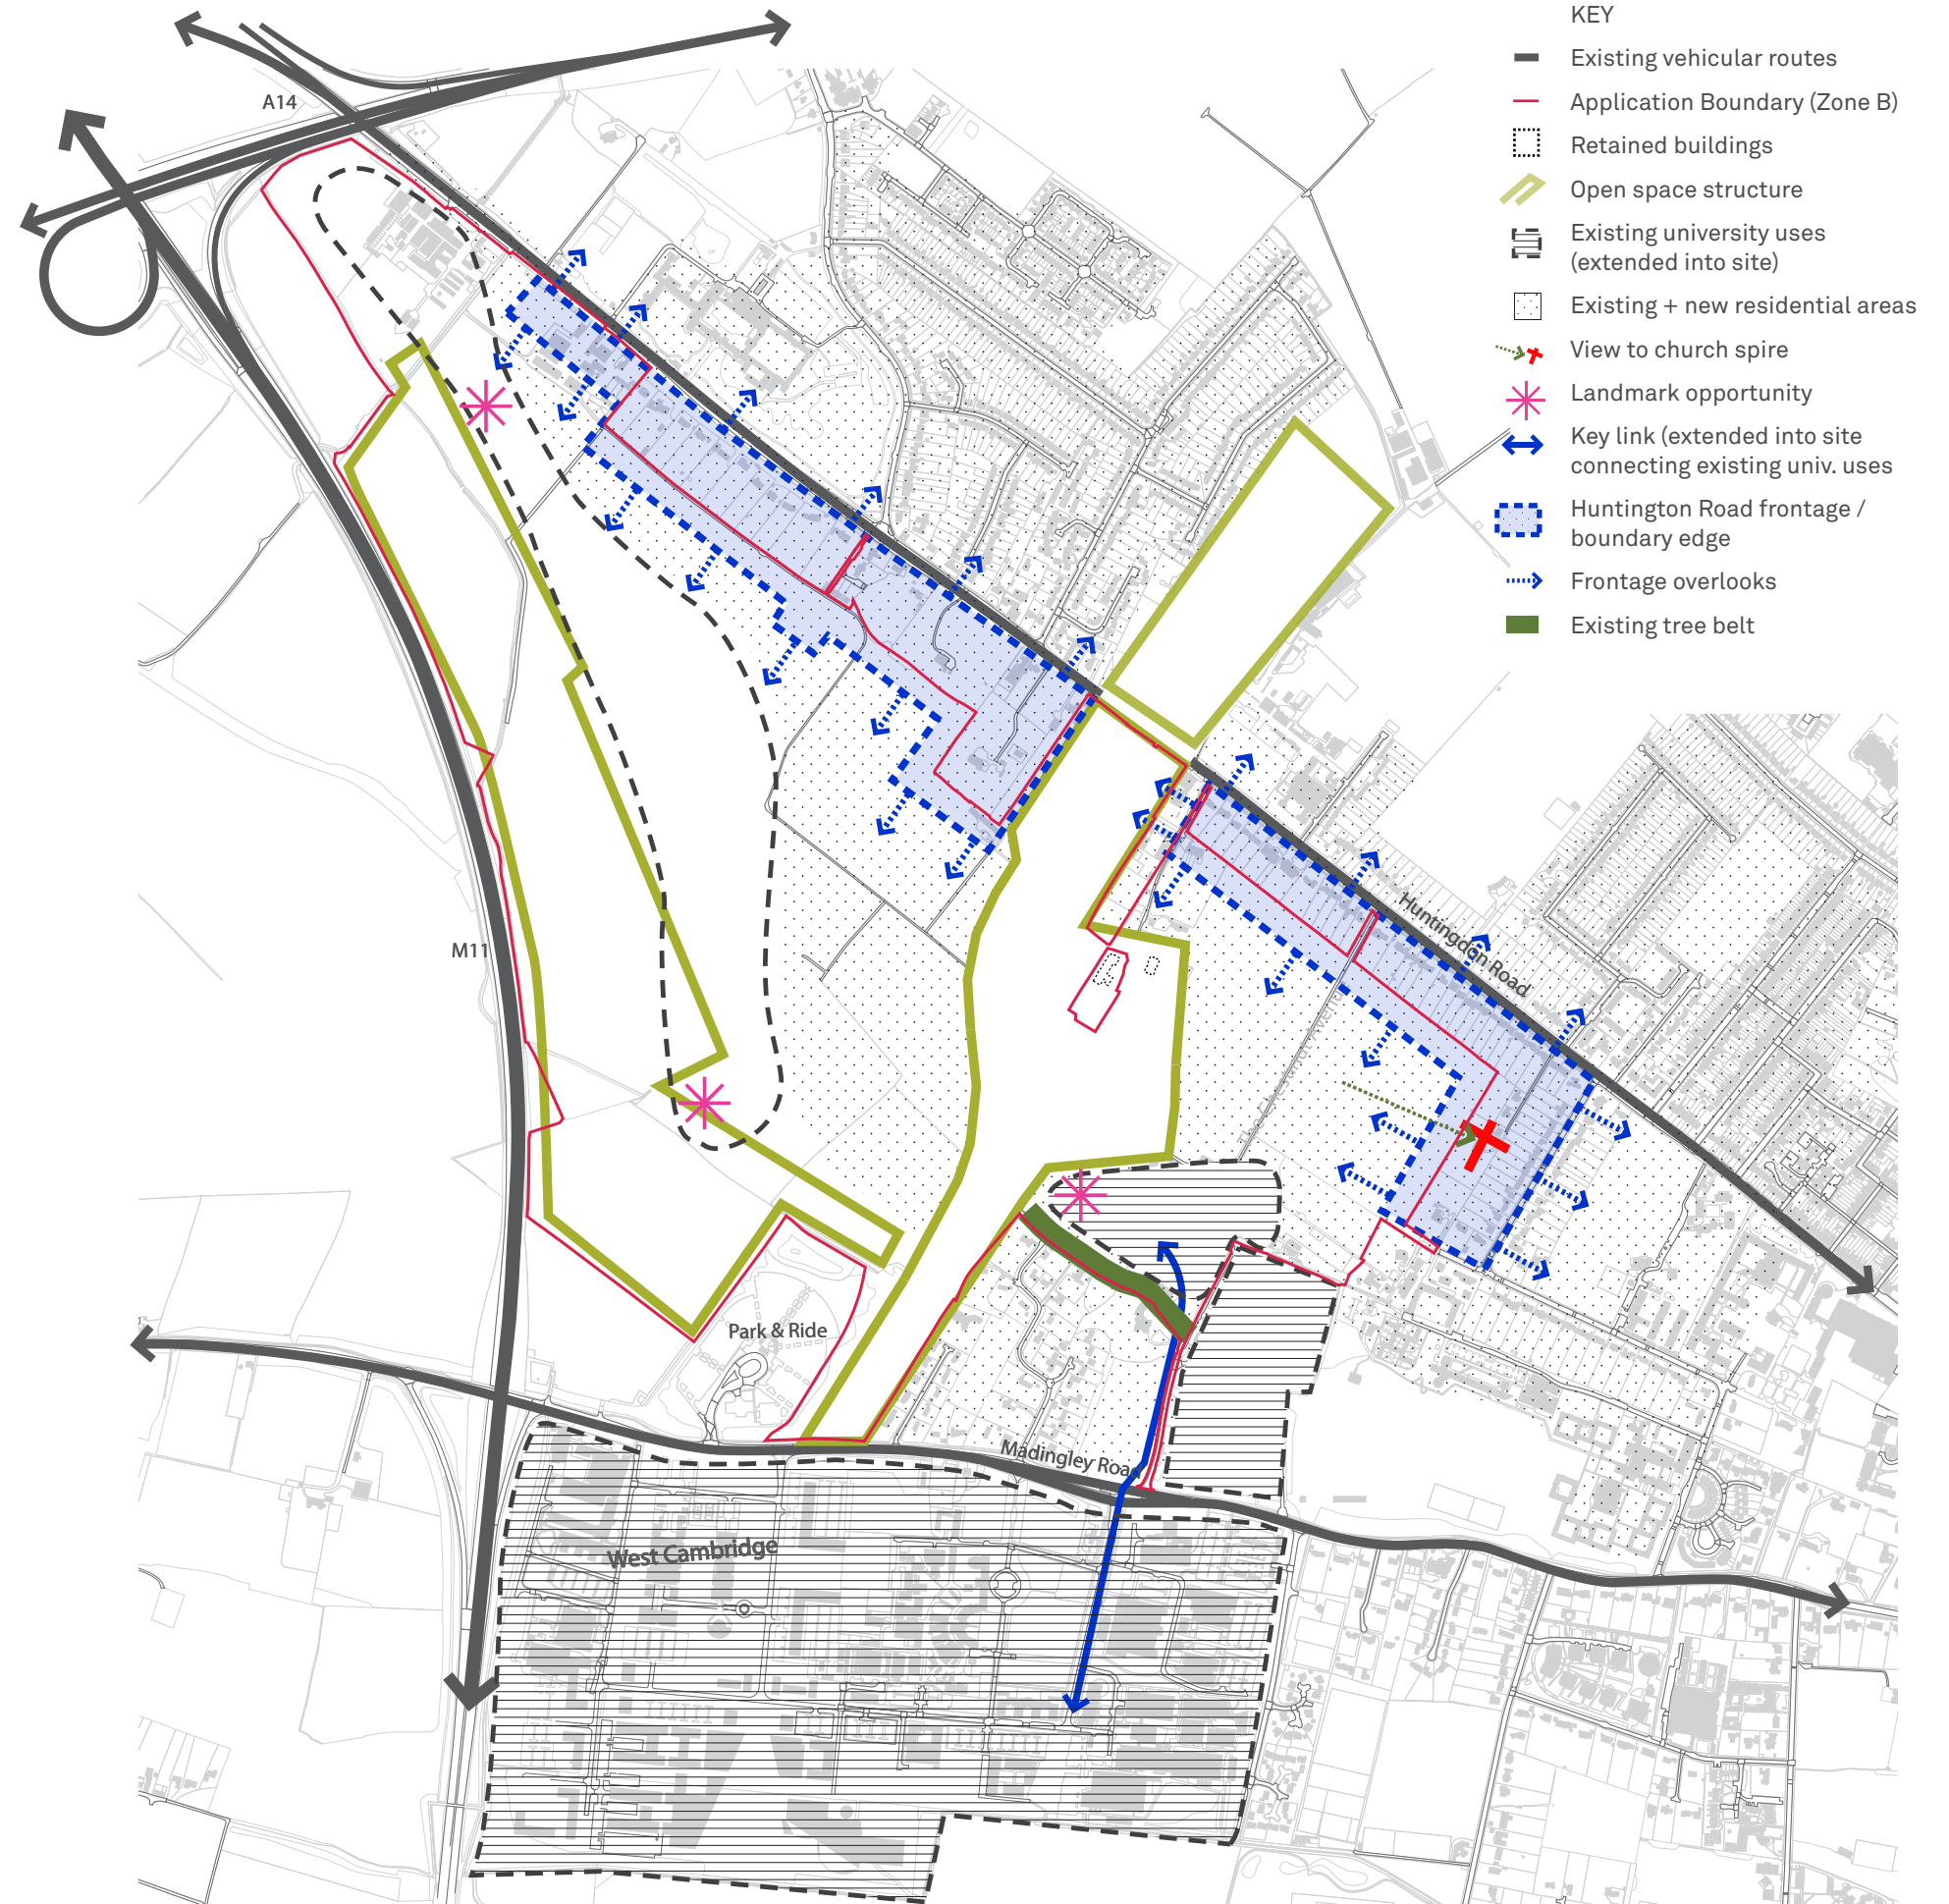 KEY
Existing vehicular routes
Application Boundary (Zone B)
Retained buildings
Open space structure
Existing university uses
(extended into site)
Existing + new residential areas
View to church spire
Landmark opportunity
Key link (extended into site
connecting existing univ. uses
Huntington Road frontage /
boundary edge
Frontage overlooks
Existing tree belt
A14
M11
Huntingdon Road
Park & Ride
Madingley Road
West Cambridge